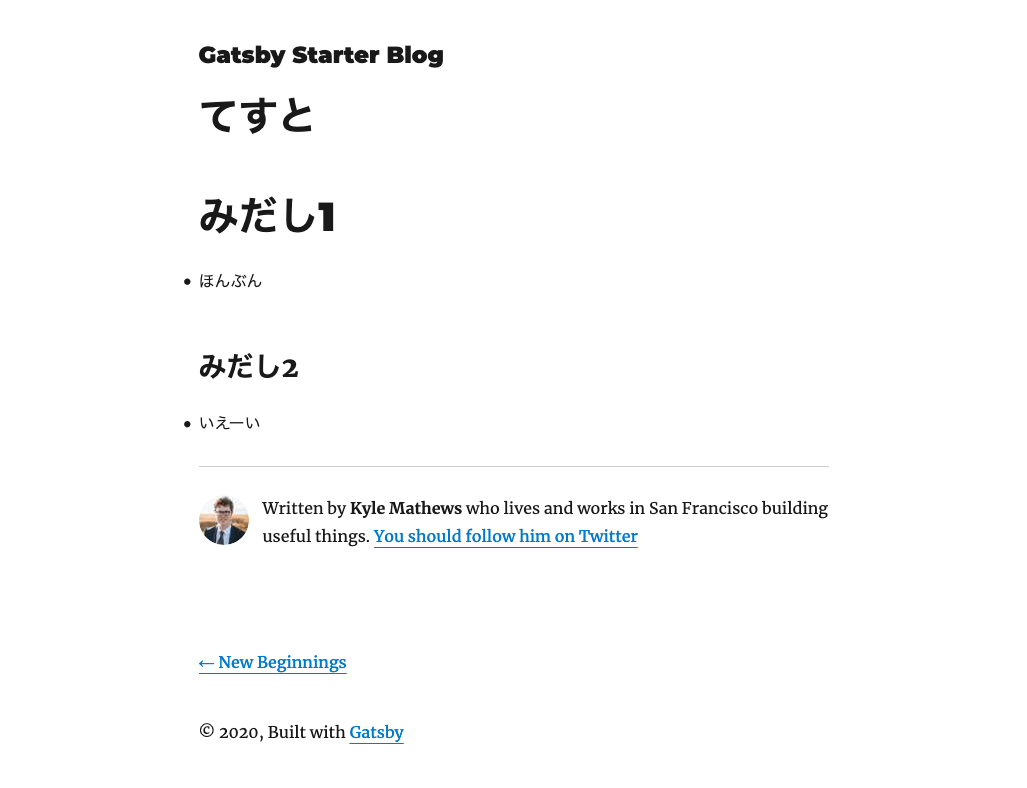 Gatsby Starter Blog
てすと
みだし1
• ほんぶん
みだし2
• いえーい
Written by Kyle Mathews who lives and works in San Francisco building
useful things. You should follow him on Twitter
← New Beginnings
© 2020, Built with Gatsby